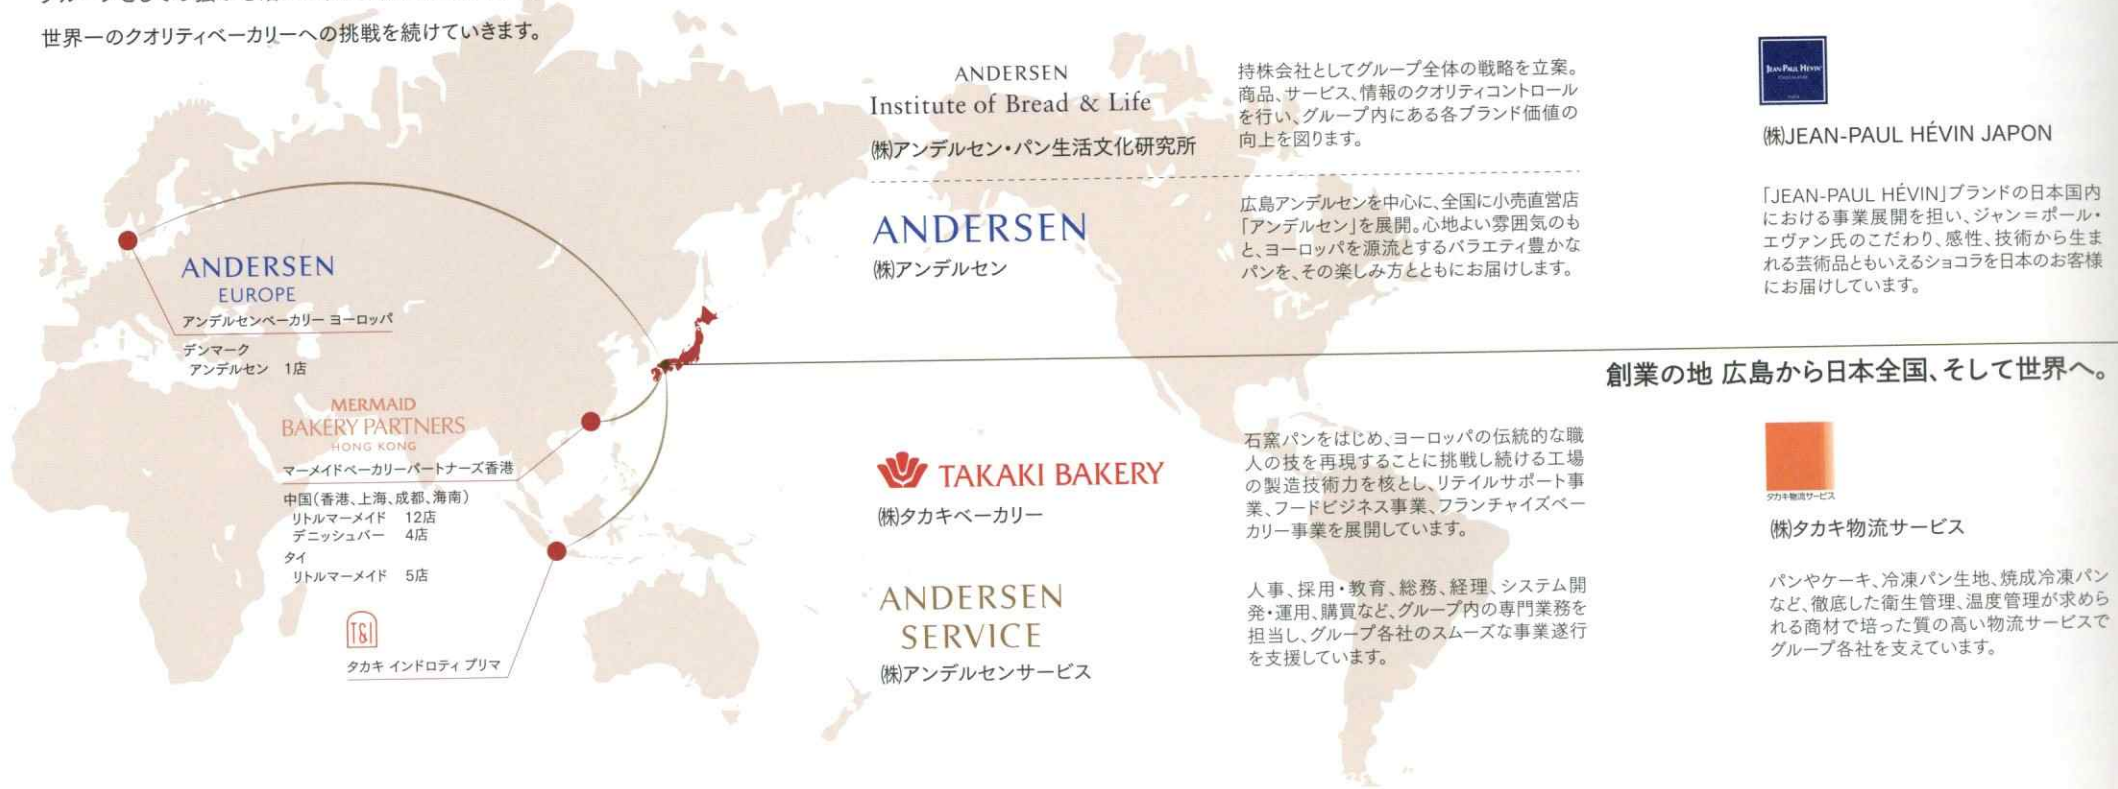 世界一のクオリティベーカリーへの挑戦を続けていきます。
ANDERSEN
EUROPE
アンデルセンベーカリー ヨーロッパ
デンマーク
アンデルセン 1店
MERMAID
BAKERY PARTNERS
HONG KONG
マーメイドベーカリーパートナーズ香港
中国(香港、上海、成都、海南)
リトルマーメイド 12店
デニッシュバー 4店
タイ
リトルマーメイド 5店
T&I
タカキ インドロティ プリマ
ANDERSEN
Institute of Bread & Life
㈱アンデルセン・パン生活文化研究所
持株会社としてグループ全体の戦略を立案。
商品、サービス、情報のクオリティコントロール
を行い、グループ内にある各ブランド価値の
向上を図ります。
ANDERSEN
㈱アンデルセン
広島アンデルセンを中心に、全国に小売直営店
「アンデルセン」を展開。心地よい雰囲気のも
と、ヨーロッパを源流とするバラエティ豊かな
パンを、その楽しみ方とともにお届けします。
JEAN-PAUL HÉVIN
㈱JEAN-PAUL HÉVIN JAPON
「JEAN-PAUL HÉVIN」ブランドの日本国内
における事業展開を担い、ジャン＝ポール・
エヴァン氏のこだわり、感性、技術から生ま
れる芸術品ともいえるショコラを日本のお客様
にお届けしています。
創業の地 広島から日本全国、そして世界へ。
TAKAKI BAKERY
㈱タカキベーカリー
石窯パンをはじめ、ヨーロッパの伝統的な職
人の技を再現することに挑戦し続ける工場
の製造技術力を核とし、リテイルサポート事
業、フードビジネス事業、フランチャイズベー
カリー事業を展開しています。
ANDERSEN
SERVICE
㈱アンデルセンサービス
人事、採用・教育、総務、経理、システム開
発・運用、購買など、グループ内の専門業務を
担当し、グループ各社のスムーズな事業遂行
を支援しています。
タカキ物流サービス
㈱タカキ物流サービス
パンやケーキ、冷凍パン生地、焼成冷凍パン
など、徹底した衛生管理、温度管理が求めら
れる商材で培った質の高い物流サービスで
グループ各社を支えています。